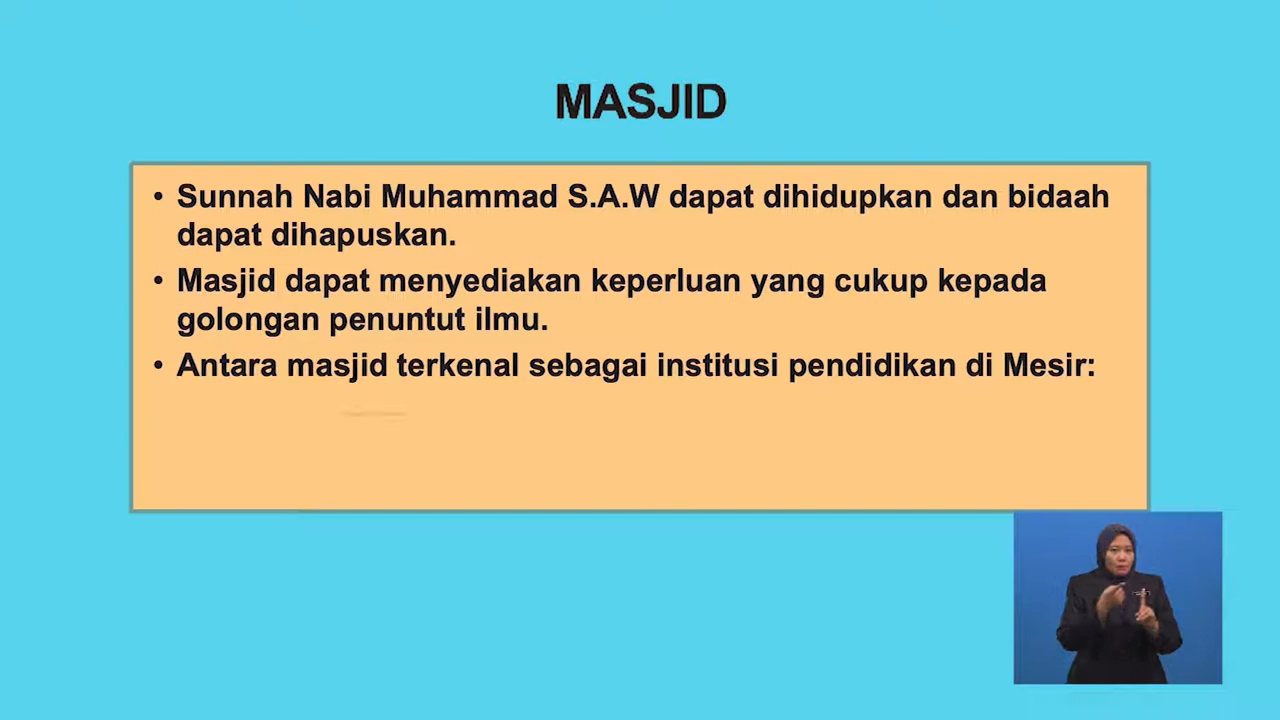 MASJID
• Sunnah Nabi Muhammad S.A.W dapat dihidupkan dan bidaah
dapat dihapuskan.
• Masjid dapat menyediakan keperluan yang cukup kepada
golongan penuntut ilmu.
• Antara masjid terkenal sebagai institusi pendidikan di Mesir: